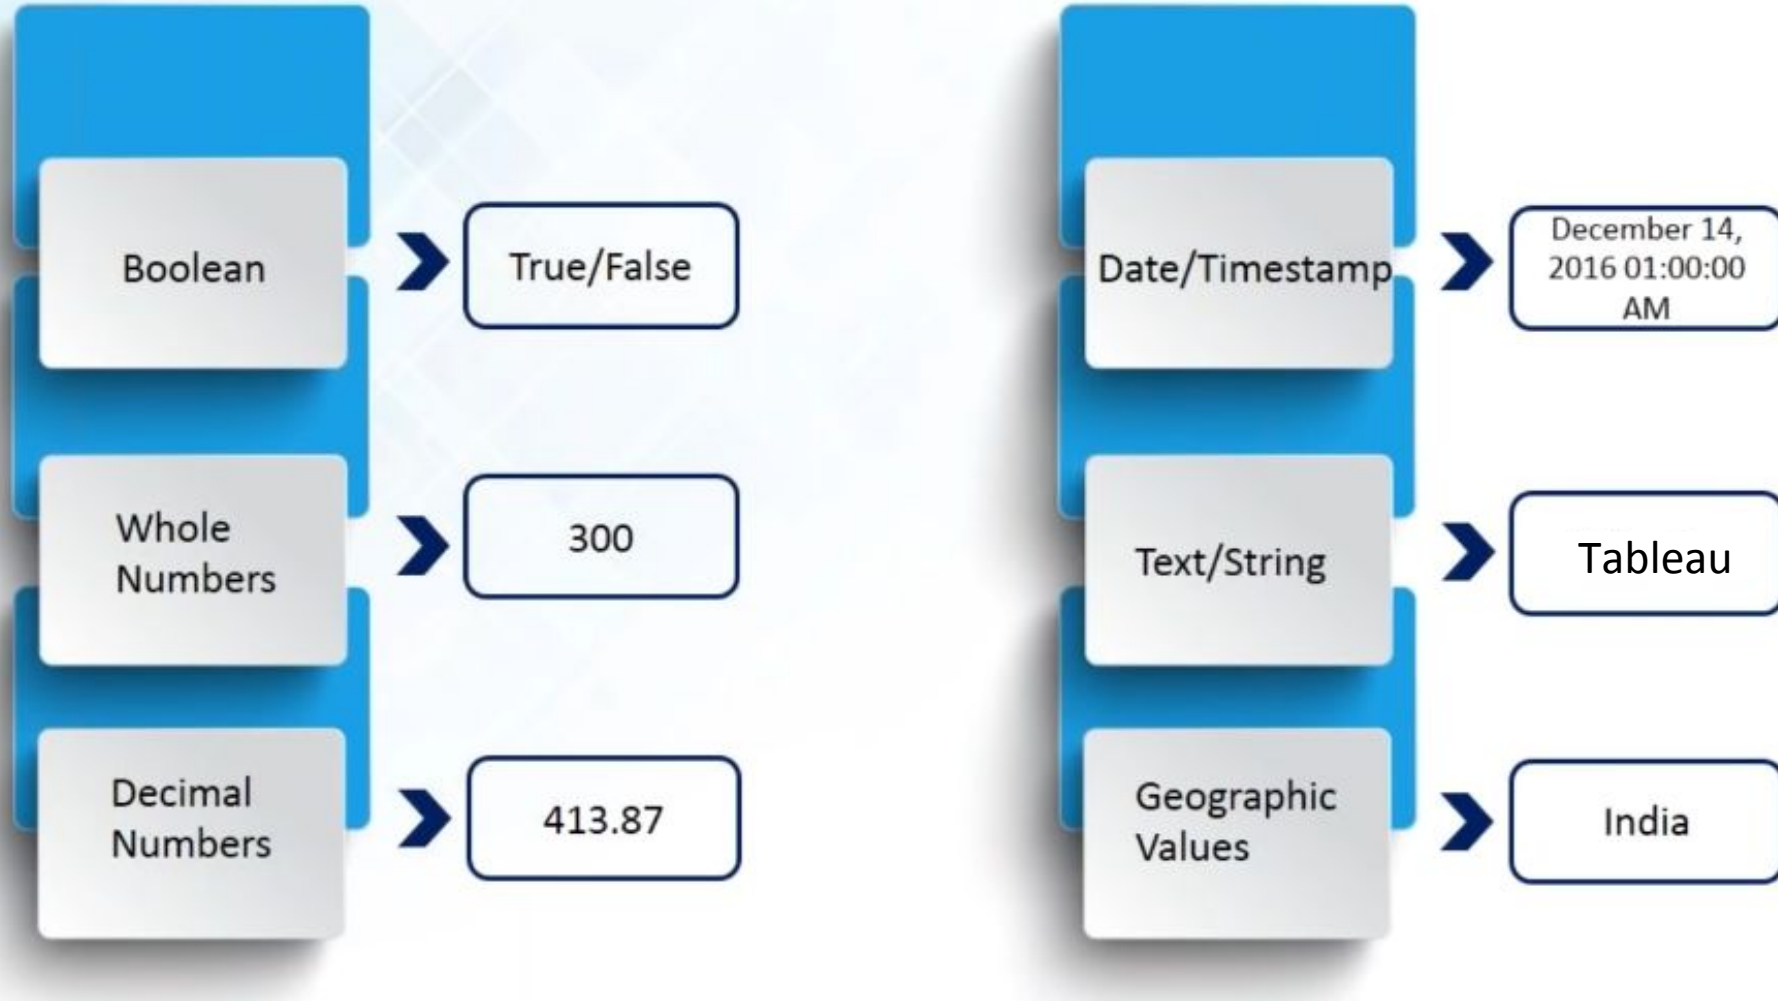 Boolean
True/False
Whole
Numbers
300
Decimal
Numbers
413.87
Date/Timestamp
December 14,
2016 01:00:00
AM
Text/String
Tableau
Geographic
Values
India